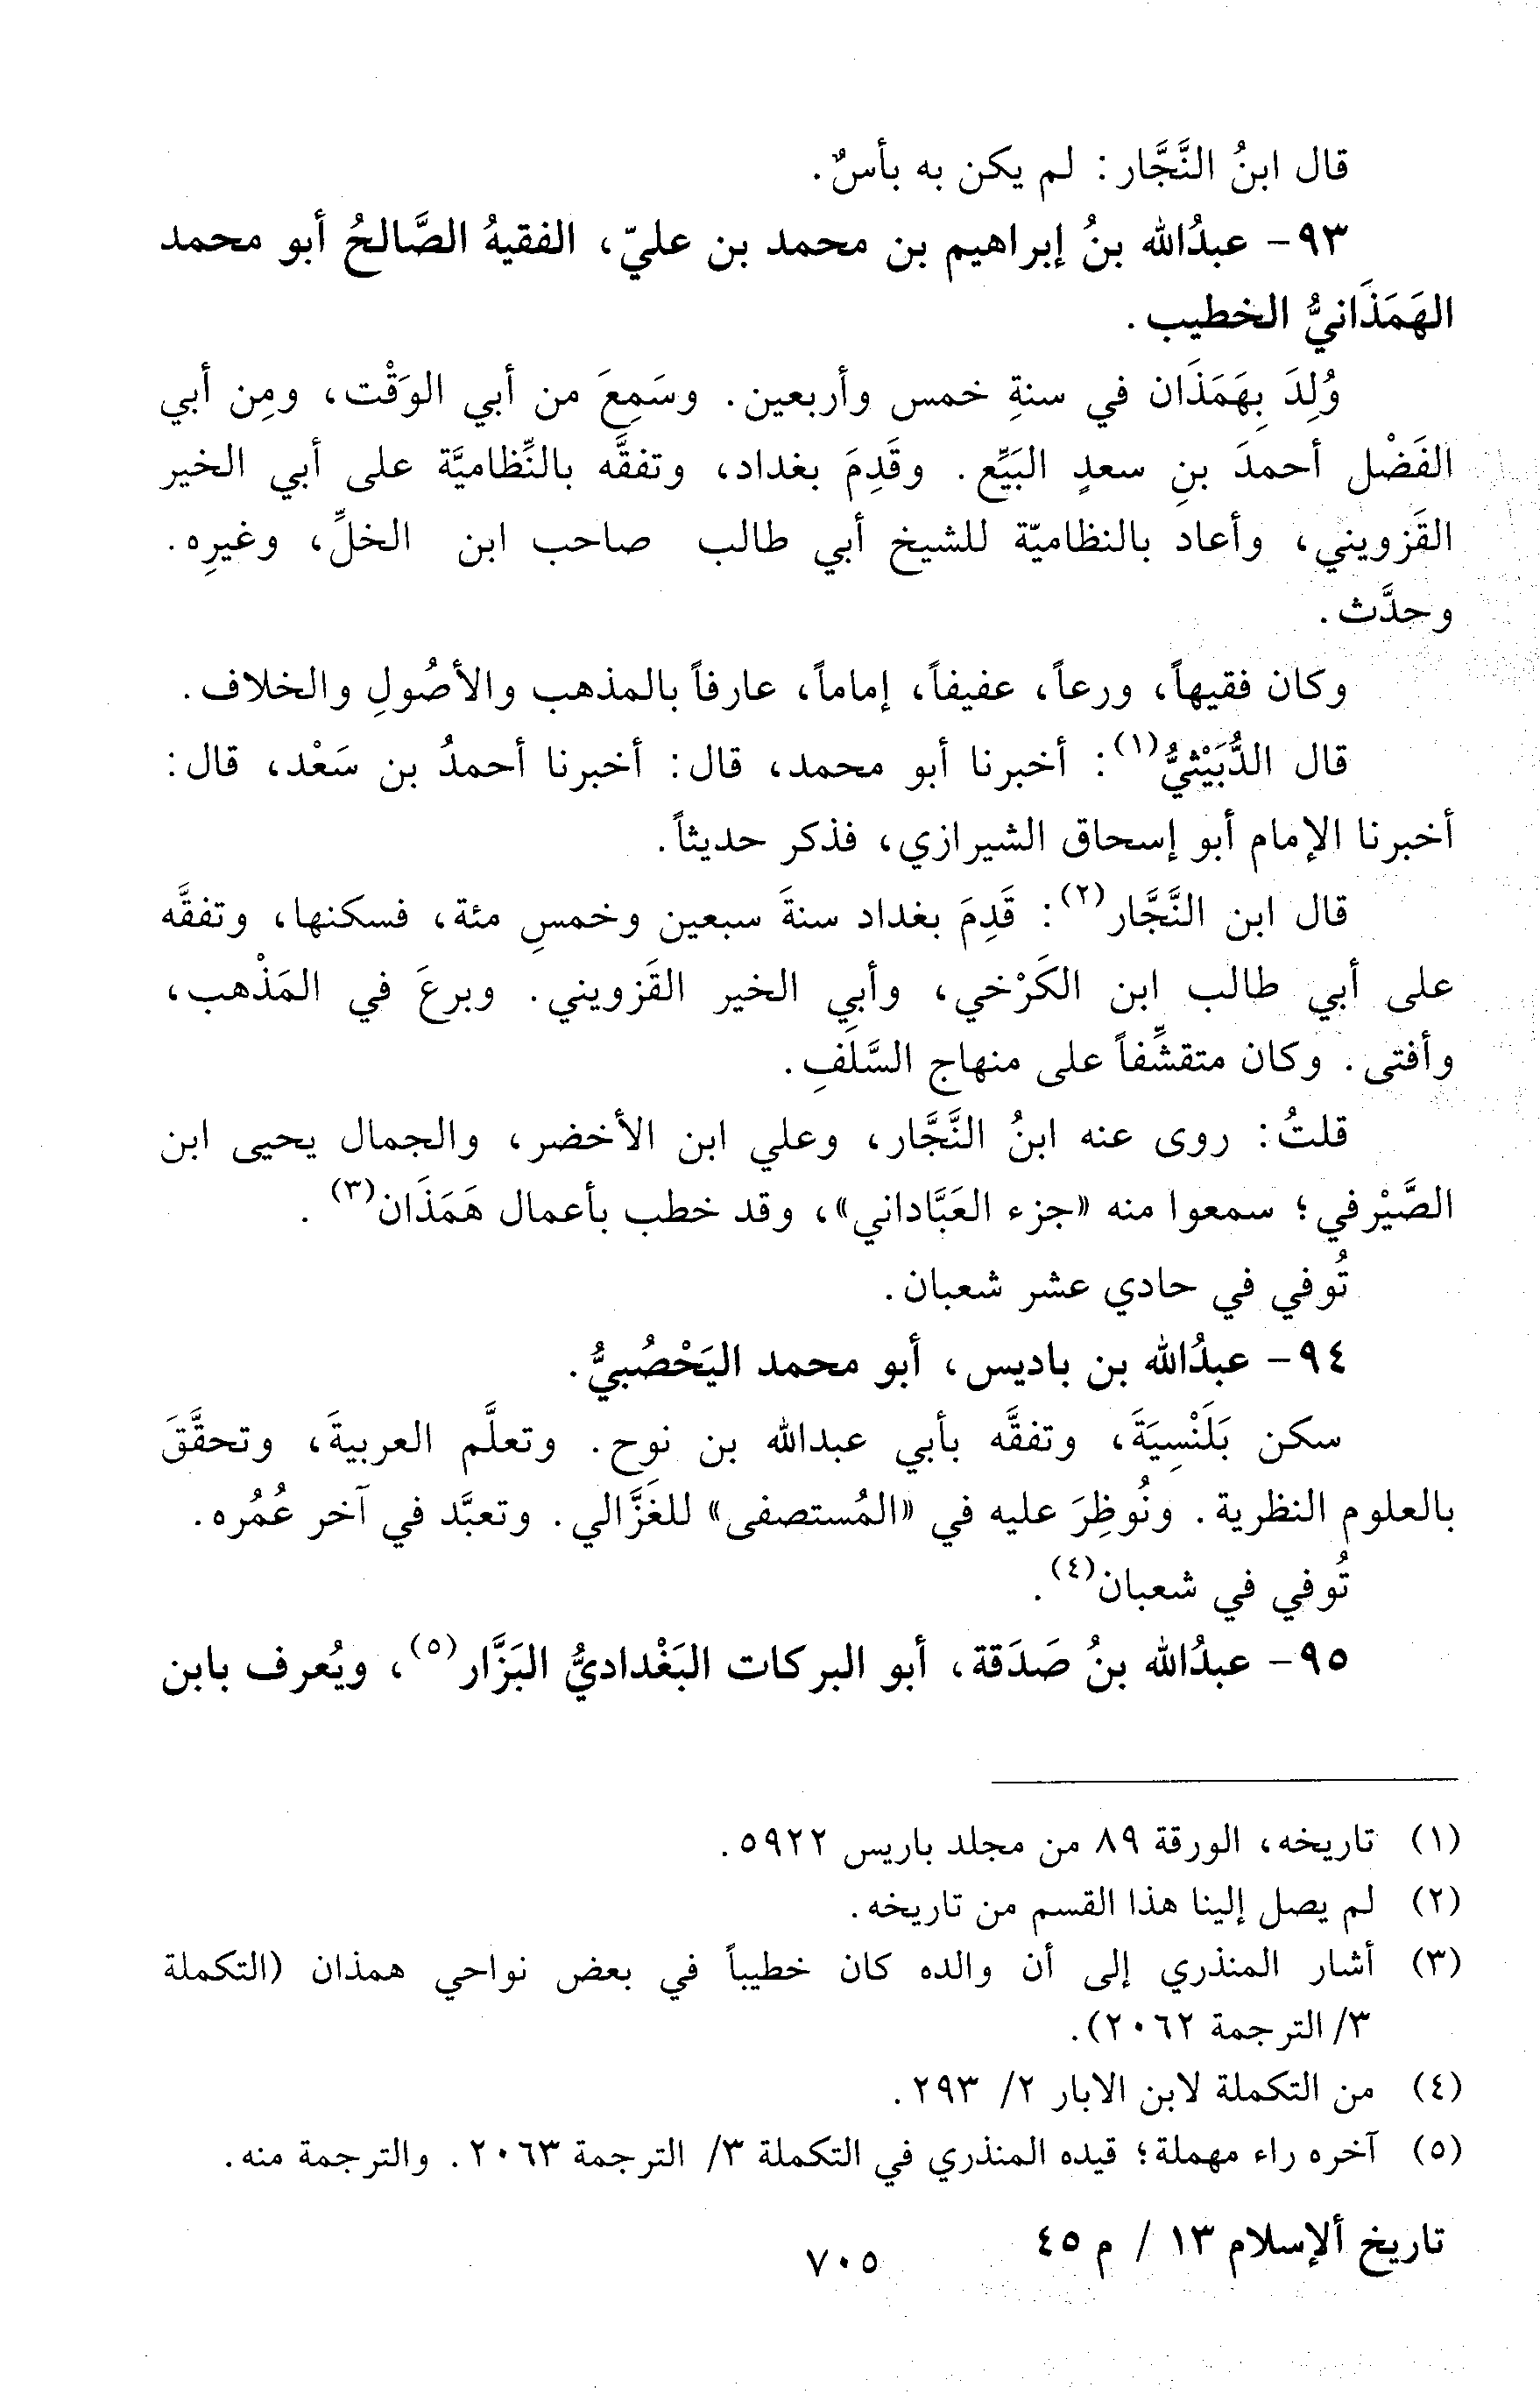 قال ابنُ النَّجَّار: لم يكن به بأسٌ.
٩٣- عبدُالله بنُ إبراهيم بن محمد بن عليّ، الفقيهُ الصَّالحُ أبو محمد
الهَمَذَانيُّ الخطيب.
وُلِدَ بِهَمَذَان في سنةِ خمس وأربعين. وسَمِعَ من أبي الوَقْت، ومِن أبي
الفَضْل أحمدَ بنِ سعدٍ البَيِّع. وقَدِمَ بغداد، وتفقَّه بالنِّظاميَّة على أبي الخير
القَزويني، وأعاد بالنظاميّة للشيخ أبي طالب صاحب ابن الخلِّ، وغيرِه.
وحدَّث.
وكان فقيهاً، ورعاً، عفيفاً، إماماً، عارفاً بالمذهب والأصُولِ والخلاف.
قال الدُّبَيْثيُّ(١): أخبرنا أبو محمد، قال: أخبرنا أحمدُ بن سَعْد، قال:
أخبرنا الإمام أبو إسحاق الشيرازي، فذكر حديثاً.
قال ابن النَّجَّار(٢): قَدِمَ بغداد سنةَ سبعين وخمسِ مئة، فسكنها، وتفقَّه
على أبي طالب ابن الكَرْخي، وأبي الخير القَزويني. وبرعَ في المَذْهب،
وأفتى. وكان متقشِّفاً على منهاج السَّلَفِ.
قلتُ: روى عنه ابنُ النَّجَّار، وعلي ابن الأخضر، والجمال يحيى ابن
الصَّيْرفي؛ سمعوا منه «جزء العَبَّاداني»، وقد خطب بأعمال هَمَذَان(٣).
تُوفي في حادي عشر شعبان.
٩٤- عبدُالله بن باديس، أبو محمد اليَحْصُبيُّ.
سكن بَلَنْسِيَةَ، وتفقَّه بأبي عبدالله بن نوح. وتعلَّم العربيةَ، وتحقَّقَ
بالعلوم النظرية. ونُوظِرَ عليه في «المُستصفى» للغَزَّالي. وتعبَّد في آخر عُمُره.
تُوفي في شعبان(٤).
٩٥- عبدُالله بنُ صَدَقة، أبو البركات البَغْداديُّ البَزَّار(٥)، ويُعرف بابن
(١) تاريخه، الورقة ٨٩ من مجلد باريس ٥٩٢٢.
(٢) لم يصل إلينا هذا القسم من تاريخه.
(٣) أشار المنذري إلى أن والده كان خطيباً في بعض نواحي همذان (التكملة
٣/ الترجمة ٢٠٦٢).
(٤) من التكملة لابن الابار ٢/ ٢٩٣.
(٥) آخره راء مهملة؛ قيده المنذري في التكملة ٣/ الترجمة ٢٠٦٣. والترجمة منه.
تاريخ ألإسلام ١٣ / م ٤٥
٧٠٥